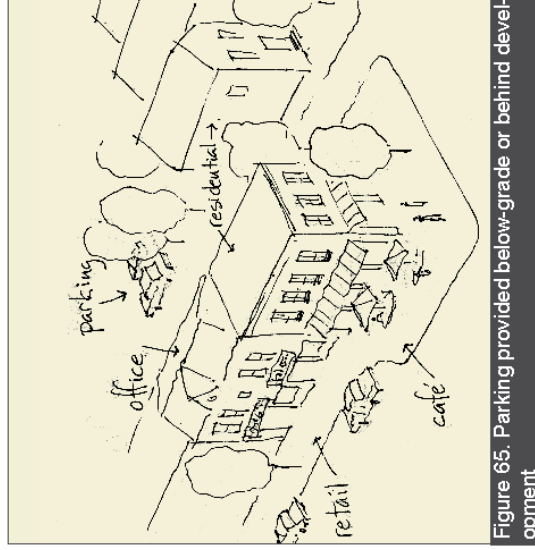 parking
residential
office
retail
café
Figure 65. Parking provided below-grade or behind devel-
opment